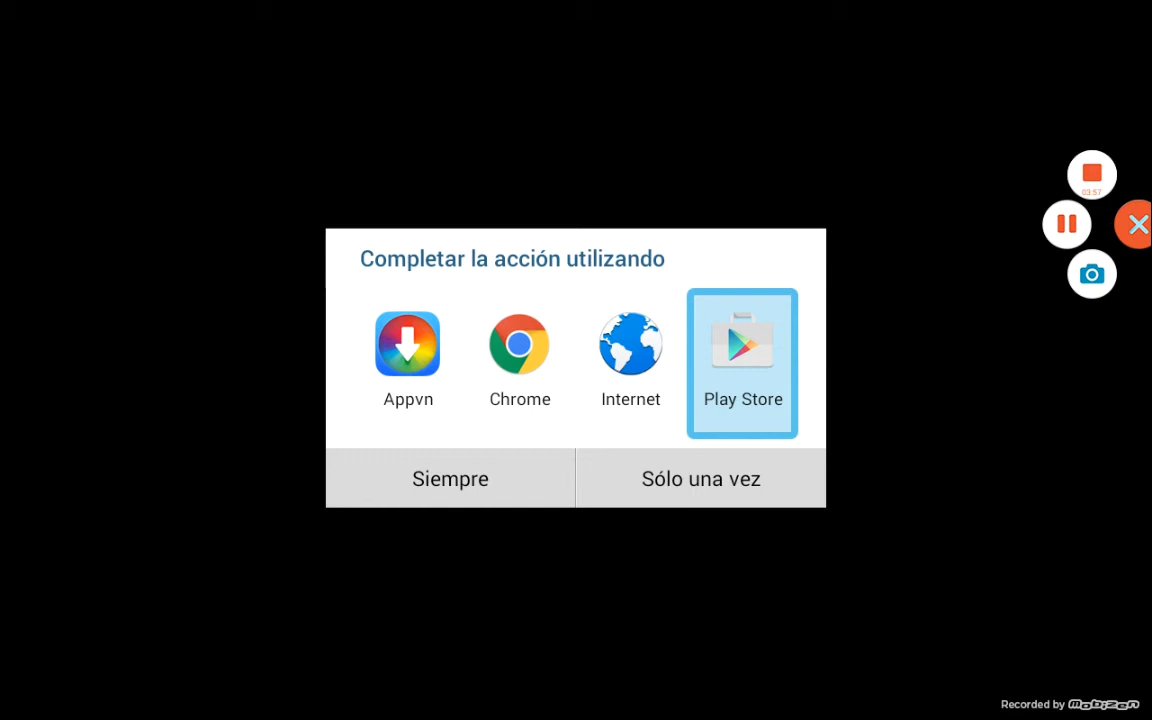 Completar la acción utilizando
Appvn
Chrome
Internet
Play Store
Siempre
Sólo una vez
03:57
Recorded by mobizen